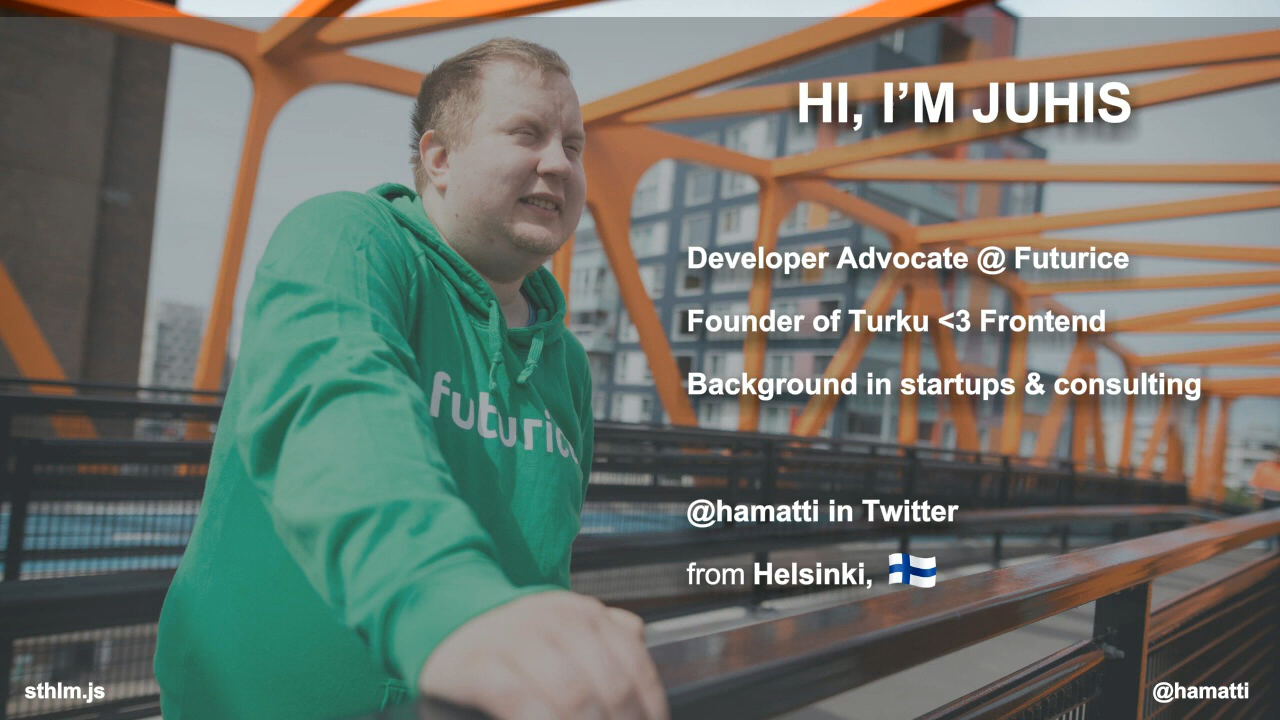 HI, I’M JUHIS
Developer Advocate @ Futurice
Founder of Turku <3 Frontend
Background in startups & consulting
futuric
@hamatti in Twitter
from Helsinki, 🇫🇮
sthlm.js
@hamatti